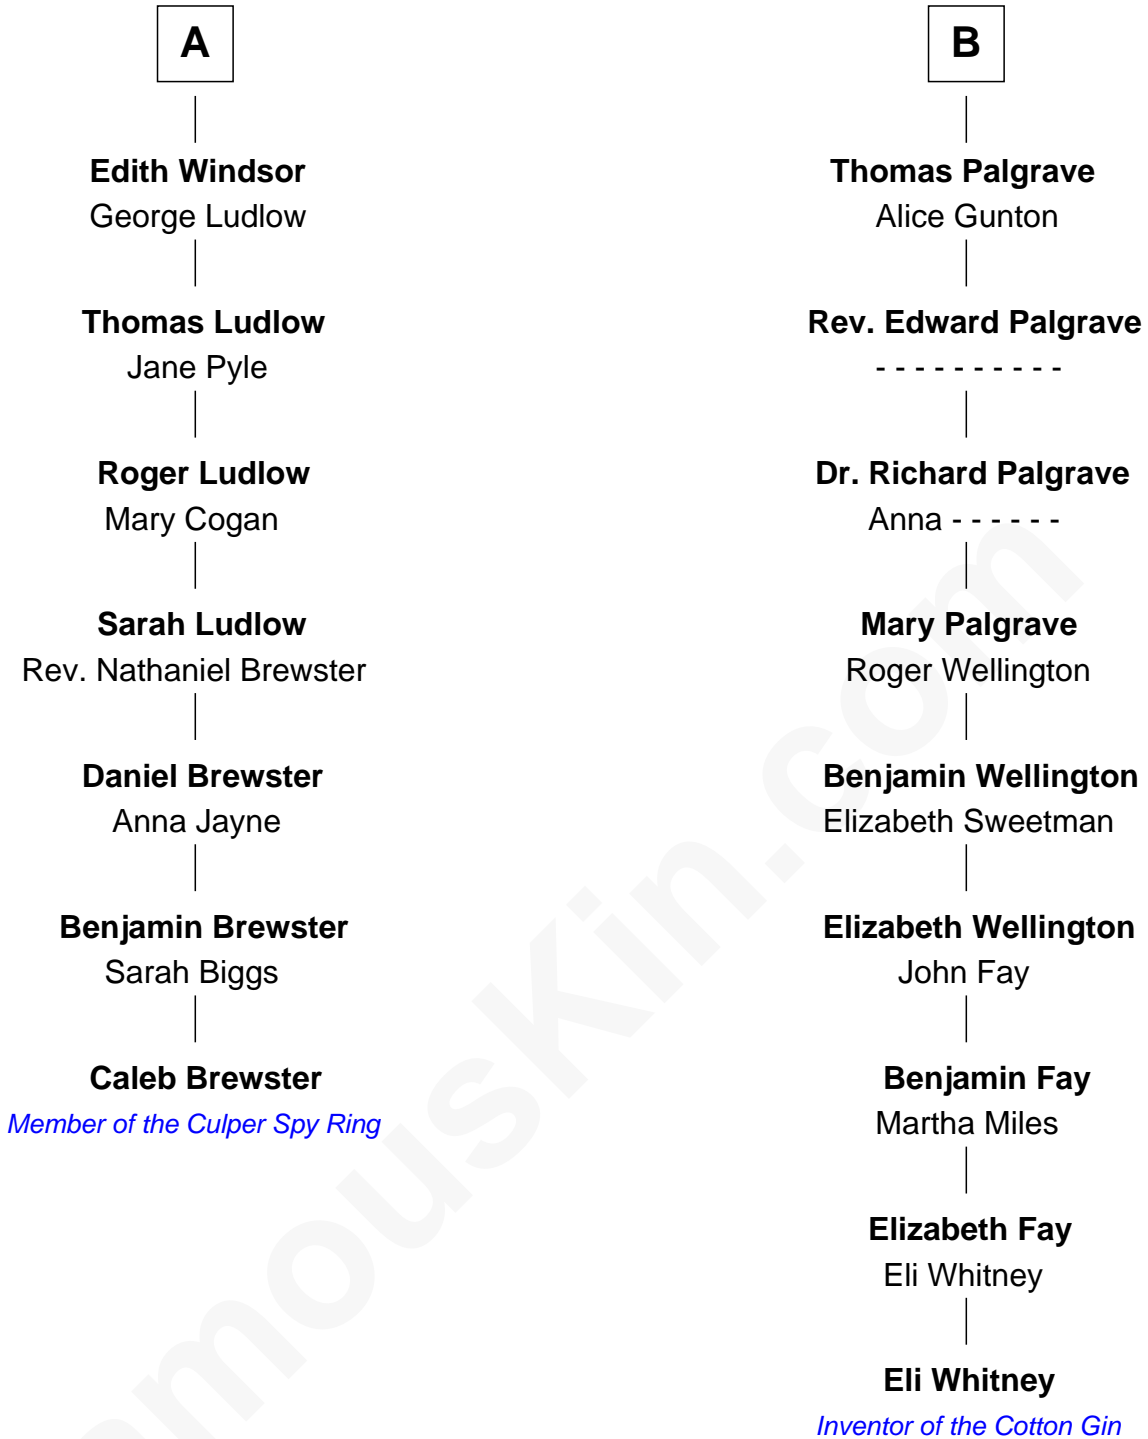 A
Edith Windsor
George Ludlow
Thomas Ludlow
Jane Pyle
Roger Ludlow
Mary Cogan
Sarah Ludlow
Rev. Nathaniel Brewster
Daniel Brewster
Anna Jayne
Benjamin Brewster
Sarah Biggs
Caleb Brewster
Member of the Culper Spy Ring
B
Thomas Palgrave
Alice Gunton
Rev. Edward Palgrave
- - - - - - - - - -
Dr. Richard Palgrave
Anna - - - - - -
Mary Palgrave
Roger Wellington
Benjamin Wellington
Elizabeth Sweetman
Elizabeth Wellington
John Fay
Benjamin Fay
Martha Miles
Elizabeth Fay
Eli Whitney
Eli Whitney
Inventor of the Cotton Gin
amouskin.com